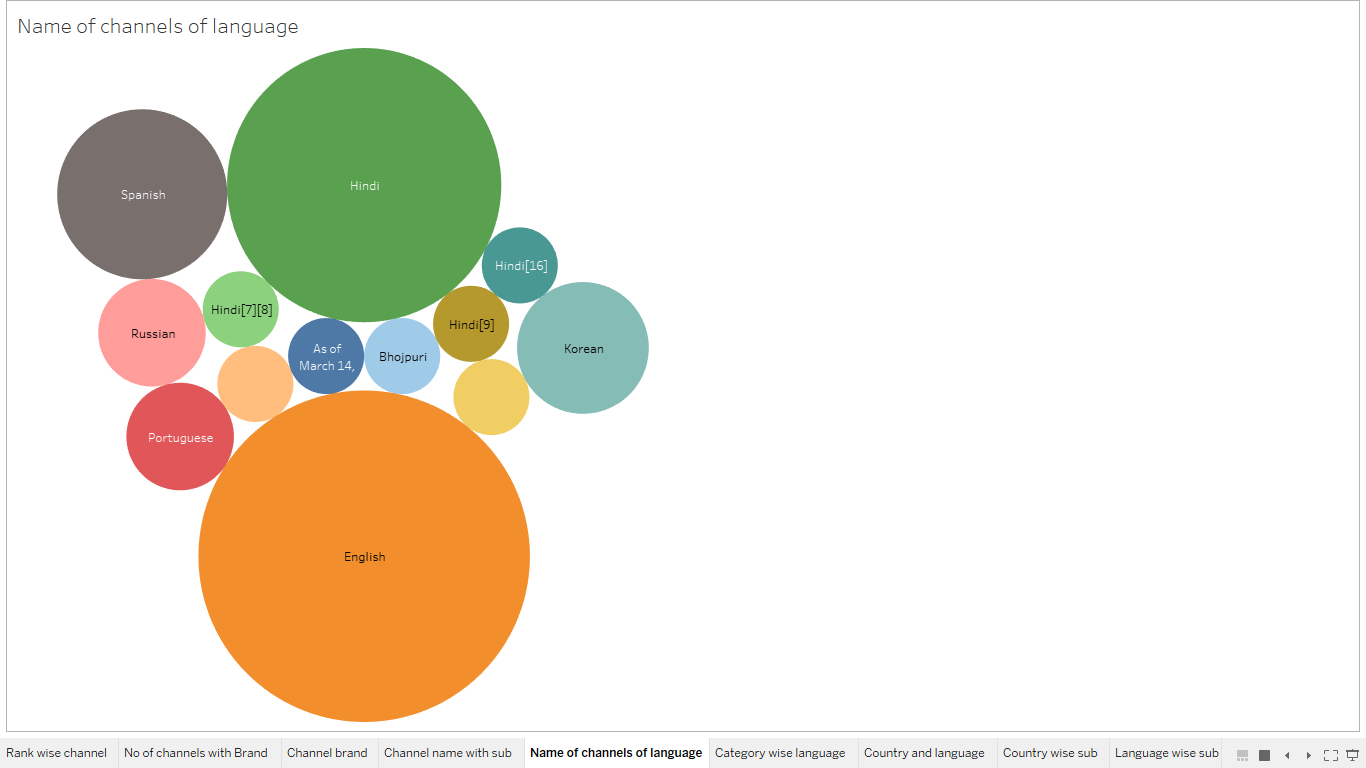 Name of channels of language
Hindi
Spanish
Hindi[16]
Hindi[7][8]
Hindi[9]
Russian
As of
March 14,
Bhojpuri
Korean
Portuguese
English
Rank wise channel
No of channels with Brand
Channel brand
Channel name with sub
Name of channels of language
Category wise language
Country and language
Country wise sub
Language wise sub